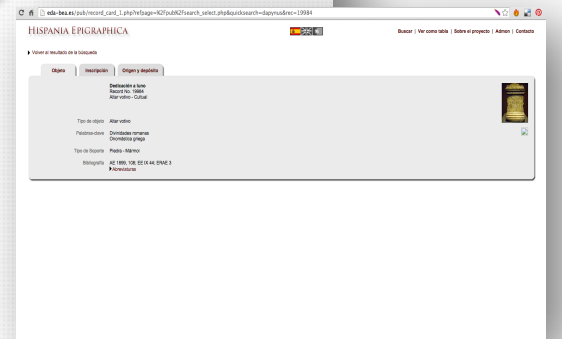 eda-bea.es/pub/record_card_1.php?refpage=%2Fpub%2Fsearch_select.php&quicksearch=dapynus&rec=19984
HISPANIA EPIGRAPHICA
Buscar | Ver como tabla | Sobre el proyecto | Admon | Contacto
Volver al resultado de la búsqueda
Objeto Inscripción Origen y depósito
Dedicación a Iuno
Record No. 19984
Altar votivo - Cultual
Tipo de objeto Altar votivo
Palabras-clave Divinidades romanas
Onomástica griega
Tipo de Soporte Piedra - Mármol
Bibliografía AE 1899, 108; EE IX 44; ERAE 3
Abreviaturas